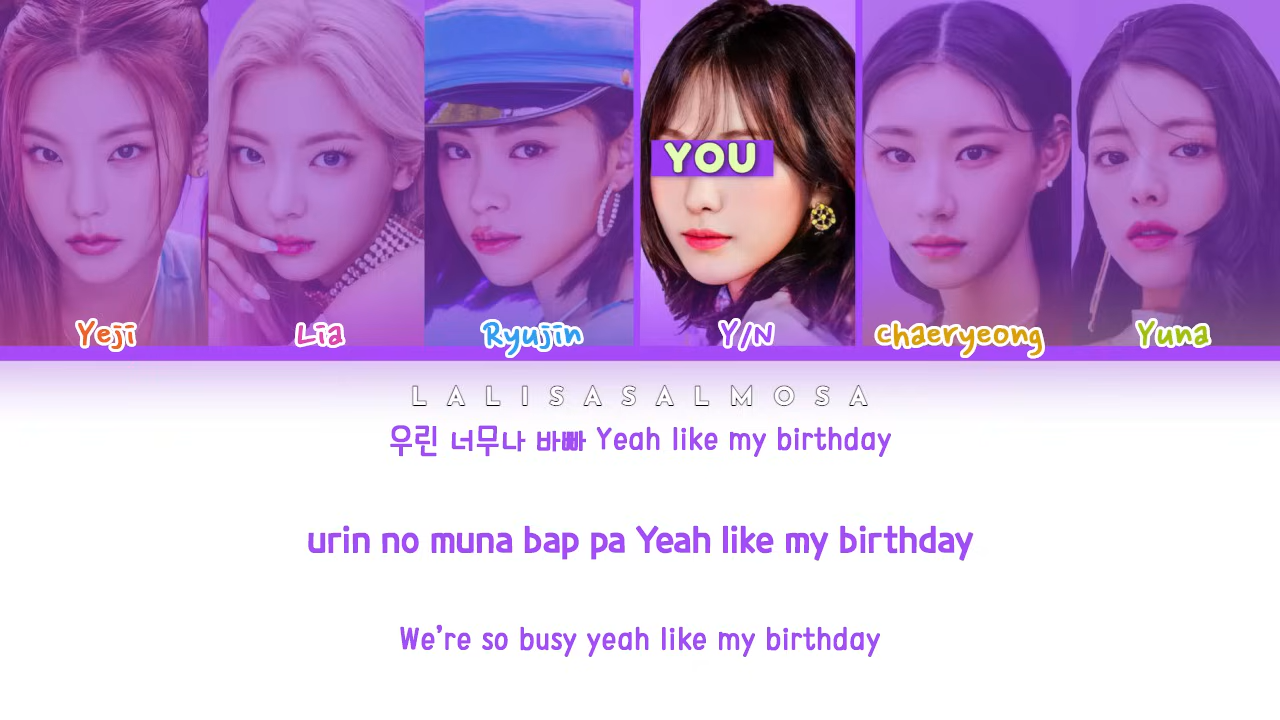 YOU
Yeji
Lia
Ryujin
Y/N
chaeryeong
Yuna
LALISASALMOSA
우린 너무나 바빠 Yeah like my birthday
urin no muna bap pa Yeah like my birthday
We're so busy yeah like my birthday